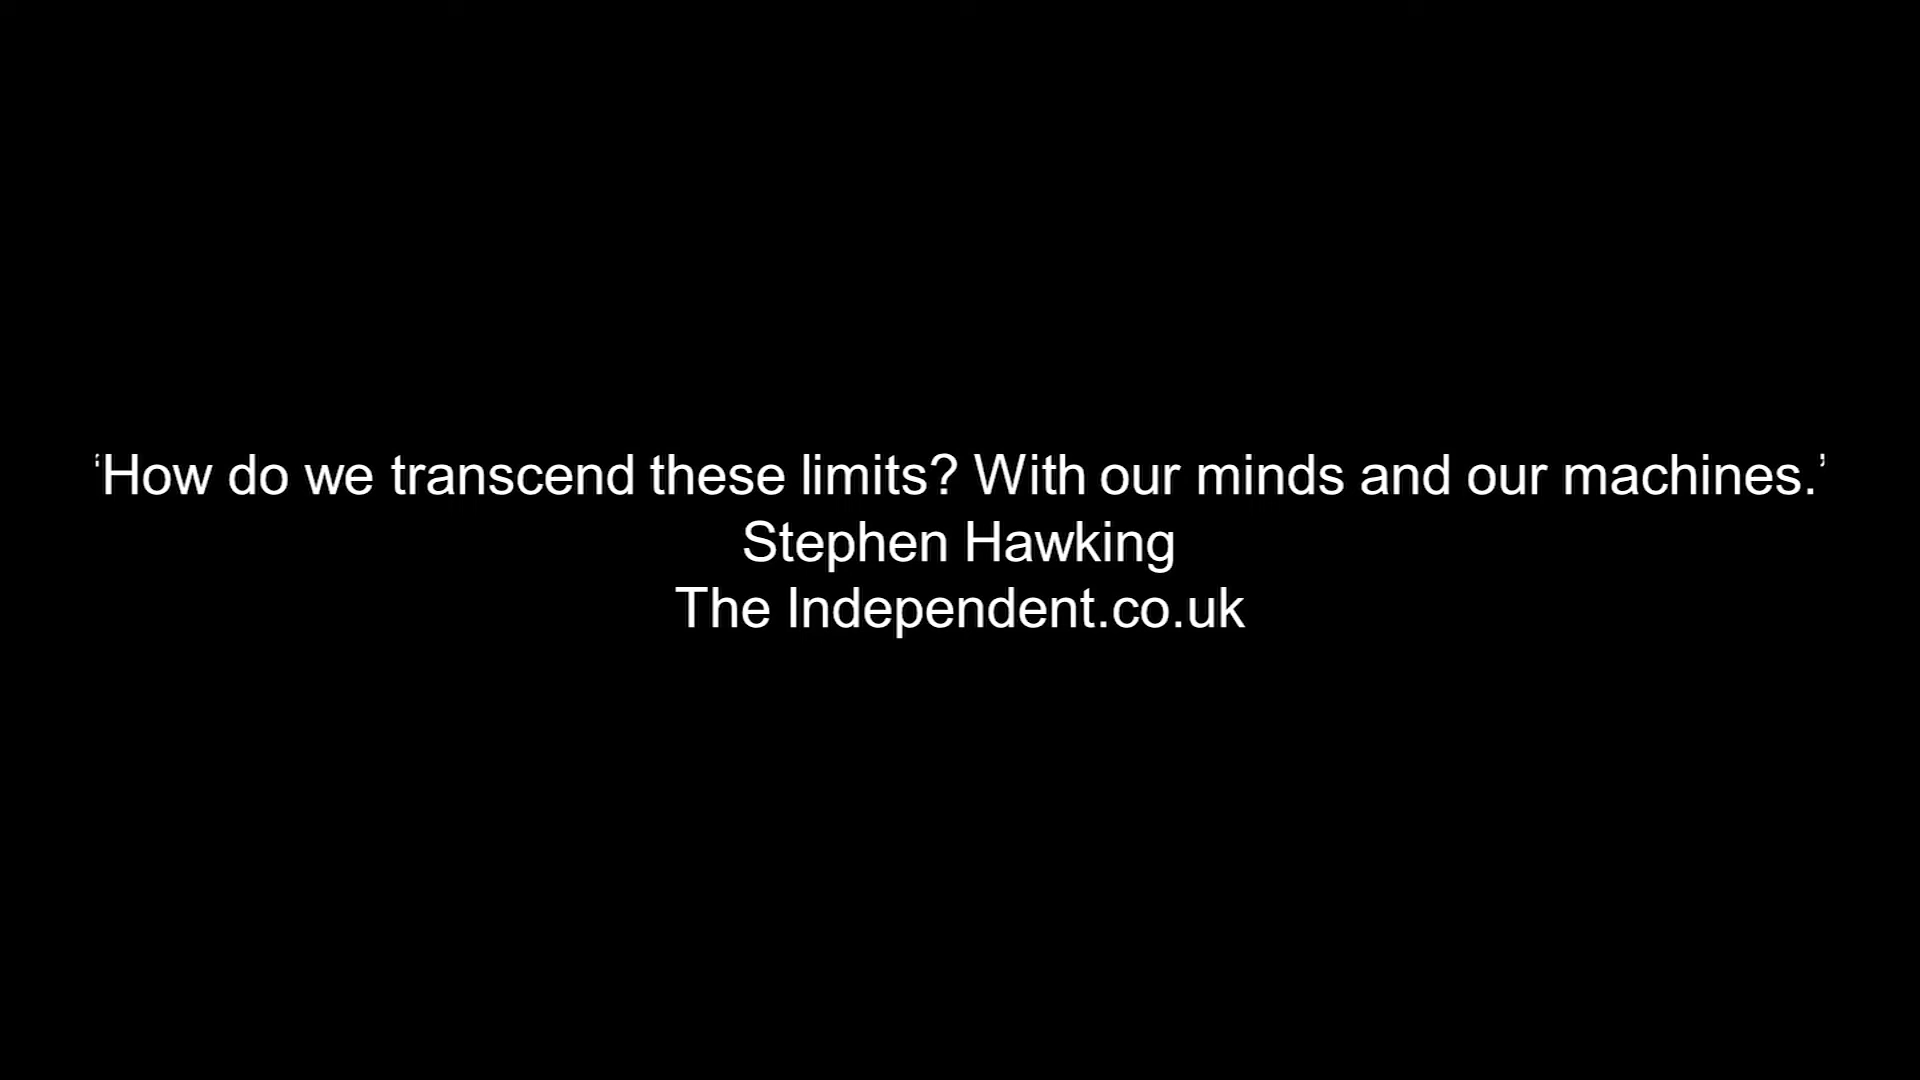 ‘How do we transcend these limits? With our minds and our machines.’
Stephen Hawking
The Independent.co.uk